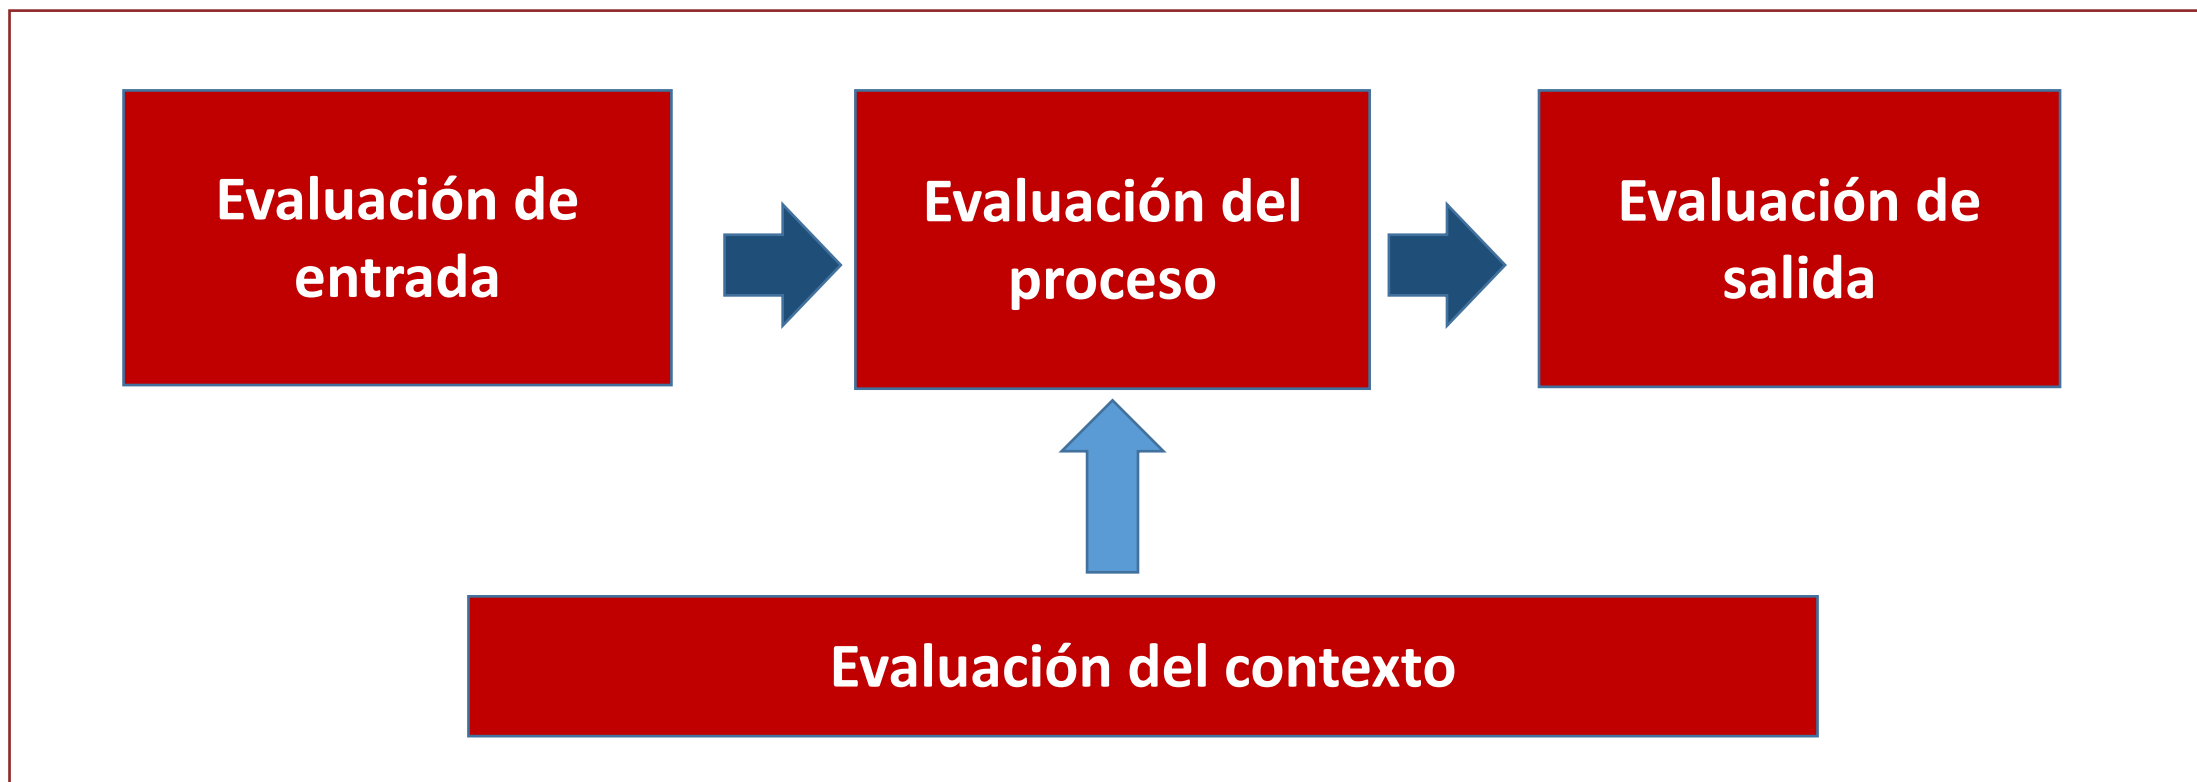 Evaluación de
entrada
Evaluación del
proceso
Evaluación de
salida
Evaluación del contexto